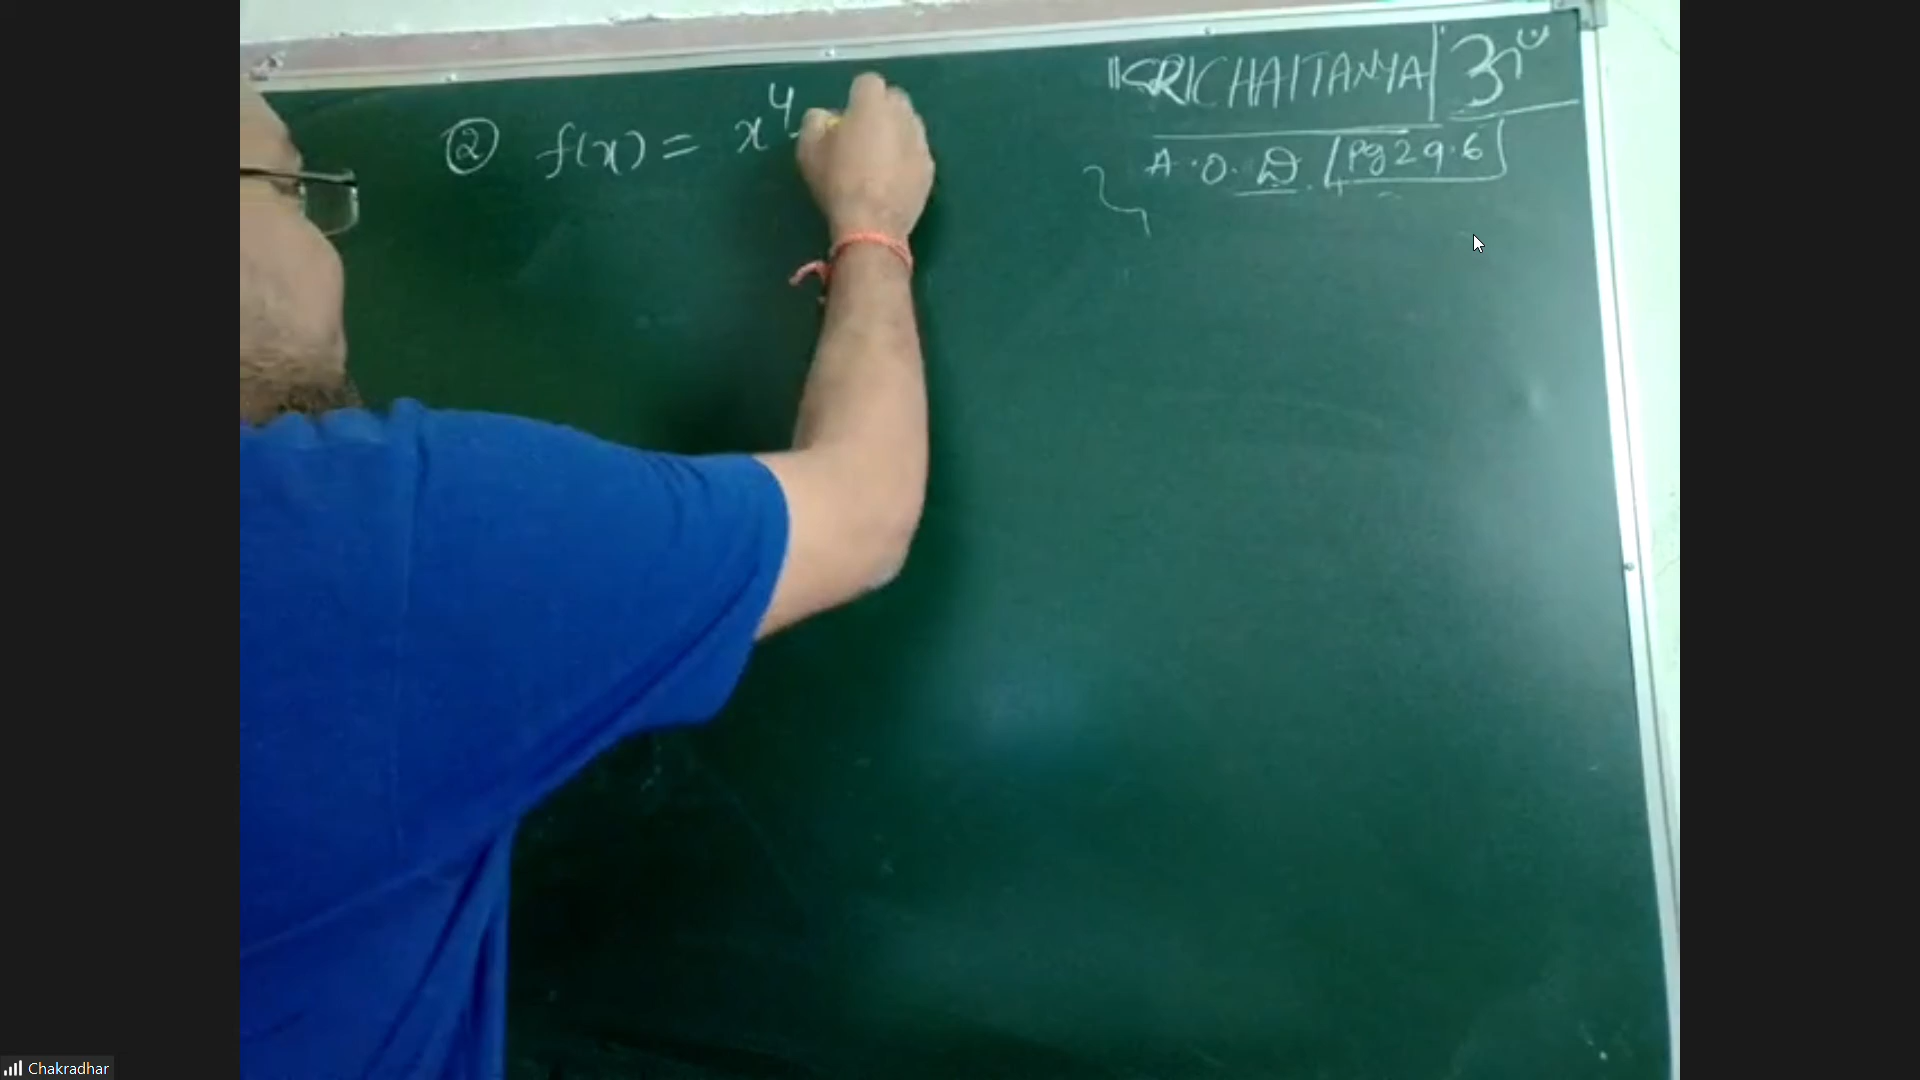 SRICHAITANYA
② f(x) = x⁴
A.O.D. Pg 29.6
Chakradhar